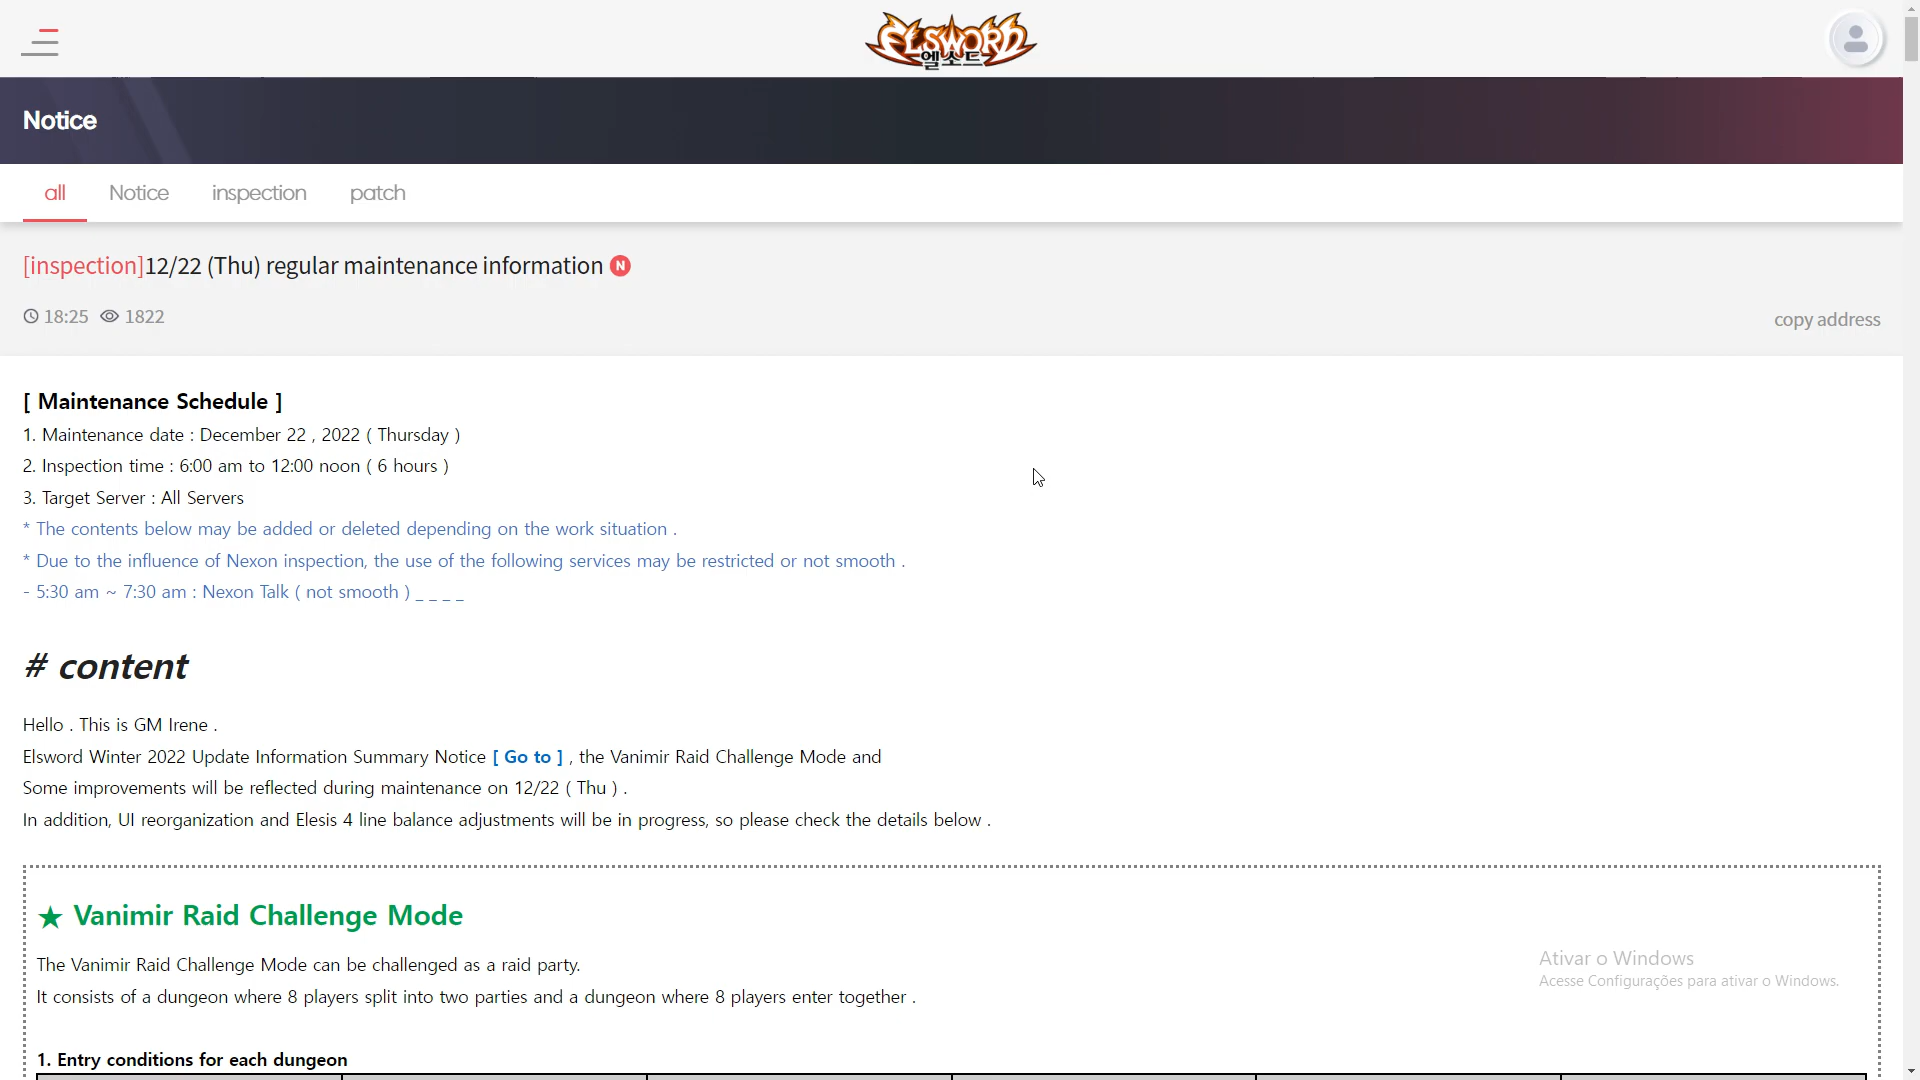 ELSWORD
엘소드
Notice
all Notice inspection patch
[inspection]12/22 (Thu) regular maintenance information N
18:25 1822
copy address
[ Maintenance Schedule ]
1. Maintenance date : December 22 , 2022 ( Thursday )
2. Inspection time : 6:00 am to 12:00 noon ( 6 hours )
3. Target Server : All Servers
* The contents below may be added or deleted depending on the work situation .
* Due to the influence of Nexon inspection, the use of the following services may be restricted or not smooth .
- 5:30 am ~ 7:30 am : Nexon Talk ( not smooth ) _ _ _ _
# content
Hello . This is GM Irene .
Elsword Winter 2022 Update Information Summary Notice [ Go to ] , the Vanimir Raid Challenge Mode and
Some improvements will be reflected during maintenance on 12/22 ( Thu ) .
In addition, UI reorganization and Elesis 4 line balance adjustments will be in progress, so please check the details below .
★ Vanimir Raid Challenge Mode
The Vanimir Raid Challenge Mode can be challenged as a raid party.
It consists of a dungeon where 8 players split into two parties and a dungeon where 8 players enter together .
Ativar o Windows
Acesse Configurações para ativar o Windows.
1. Entry conditions for each dungeon